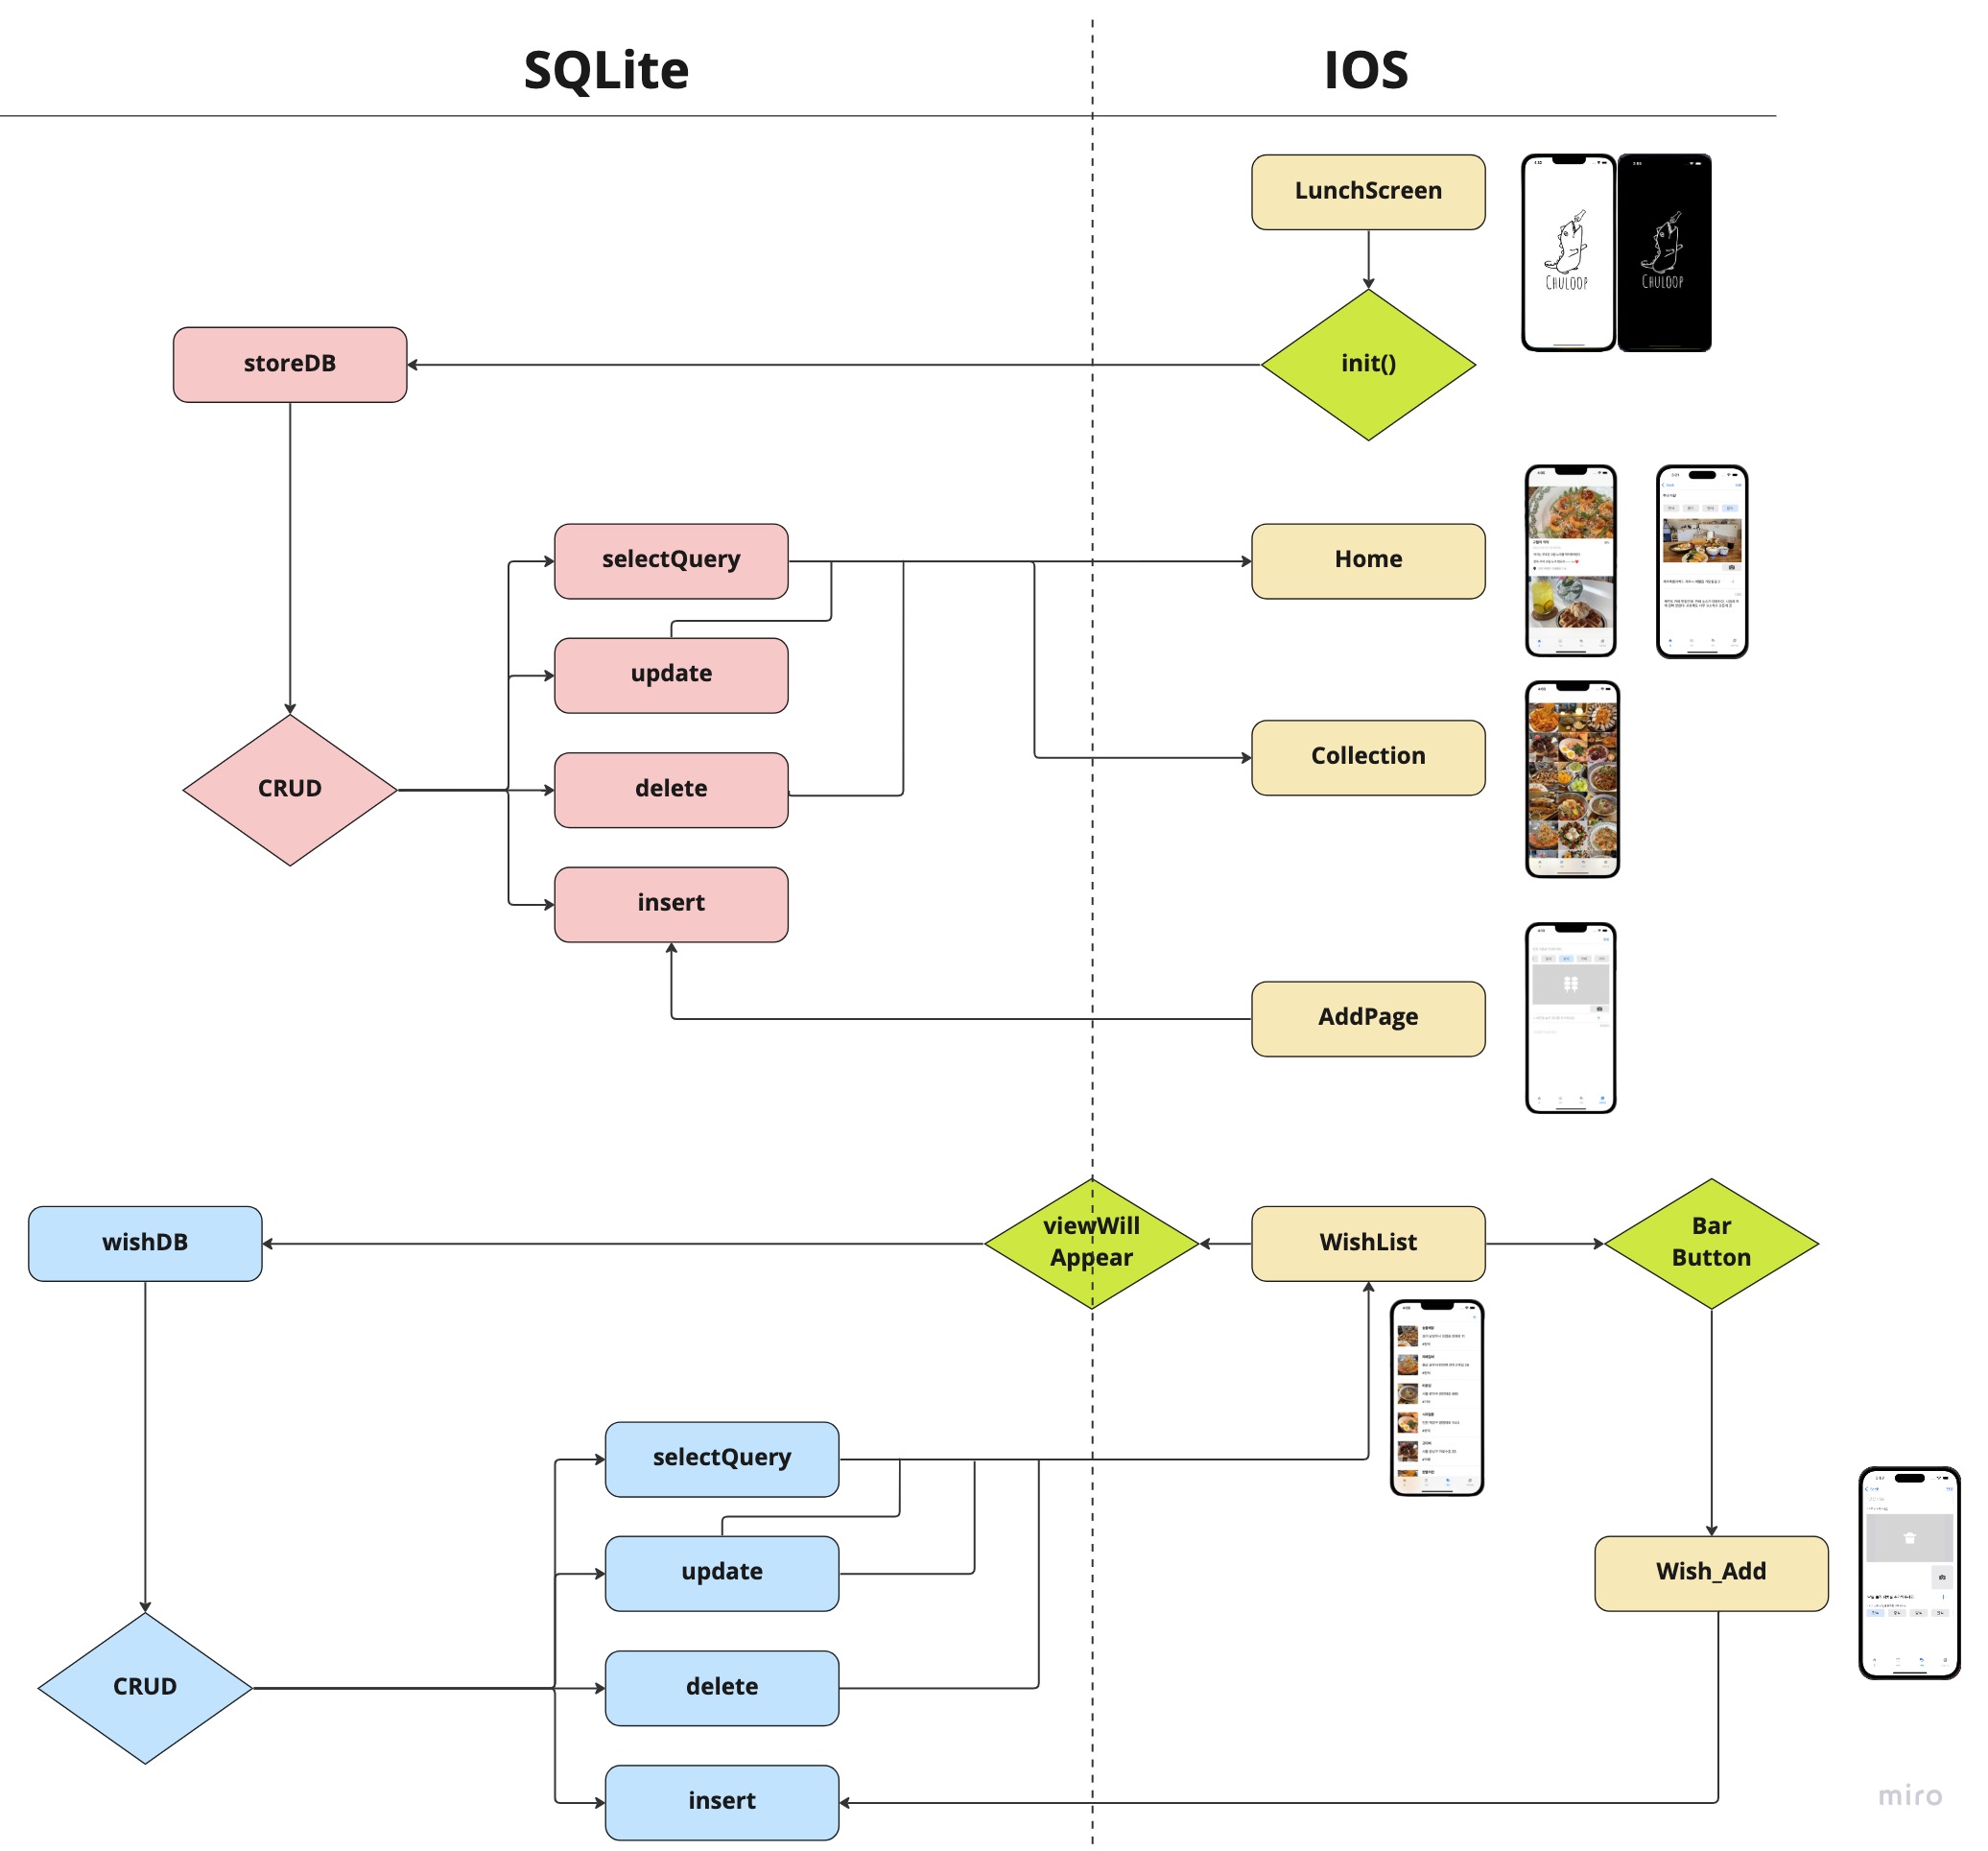 SQLite
IOS
LunchScreen
CHULOOP
CHULOOP
init()
storeDB
selectQuery
Home
update
Collection
CRUD
delete
insert
AddPage
wishDB
viewWill
Appear
WishList
Bar
Button
selectQuery
update
Wish_Add
CRUD
delete
insert
miro